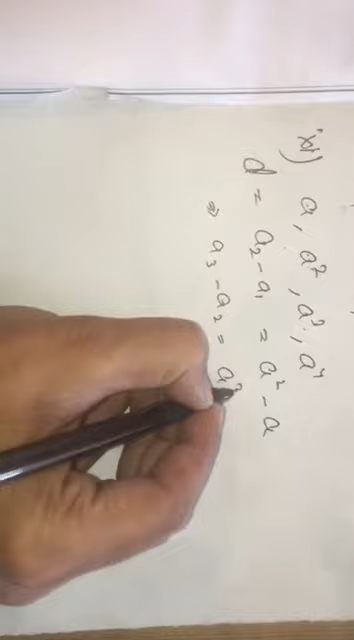 xi) a, a², a³, a⁴
d = a₂ - a₁ = a² - a
⇒ a₃ - a₂ = a³